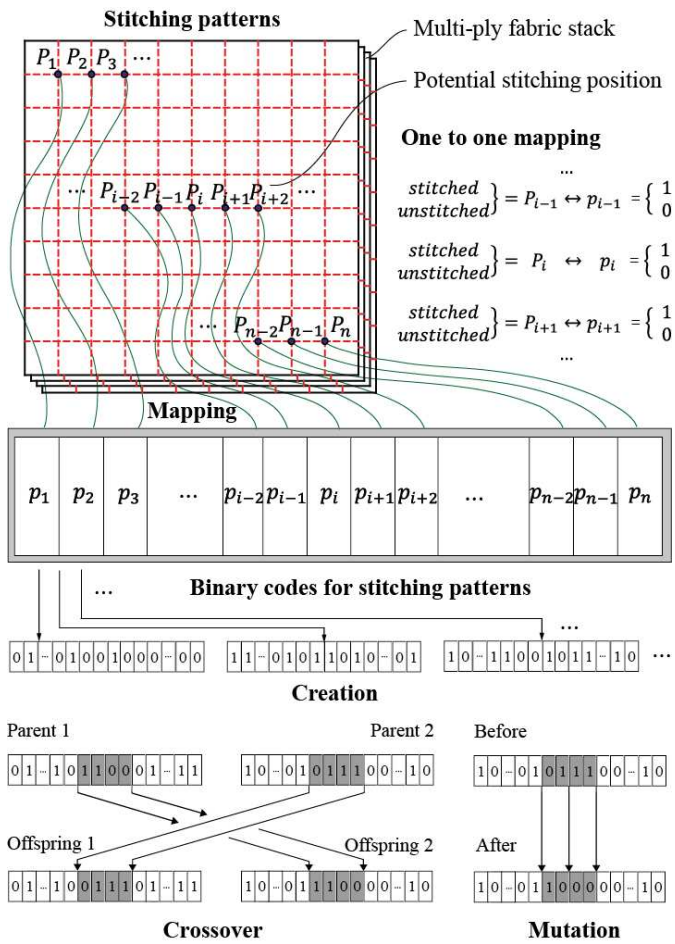 Stitching patterns
Multi-ply fabric stack
P1 P2 P3 ...
Potential stitching position
One to one mapping
...
... Pi-2 Pi-1 Pi Pi+1 Pi+2 ...
stitched
unstitched } = Pi-1 ↔ pi-1 = { 1
0
stitched
unstitched } = Pi ↔ pi = { 1
0
stitched
unstitched } = Pi+1 ↔ pi+1 = { 1
0
...
... Pn-2 Pn-1 Pn
Mapping
p1 p2 p3 ... pi-2 pi-1 pi pi+1 pi+2 ... pn-2 pn-1 pn
... Binary codes for stitching patterns
...
0 1 ... 0 1 0 0 1 0 0 0 ... 0 0
1 1 ... 0 1 0 1 1 0 1 0 ... 0 1
1 0 ... 1 1 0 0 1 0 1 1 ... 1 0 ...
Creation
Parent 1
Parent 2
Before
0 1 ... 1 0 1 1 0 0 0 1 ... 1 1
1 0 ... 0 1 0 1 1 1 0 0 ... 1 0
1 0 ... 0 1 0 1 1 1 0 0 ... 1 0
Offspring 1
Offspring 2
After
0 1 ... 1 0 0 1 1 1 0 1 ... 1 1
1 0 ... 0 1 1 1 0 0 0 0 ... 1 0
1 0 ... 0 1 1 0 0 0 0 0 ... 1 0
Crossover
Mutation